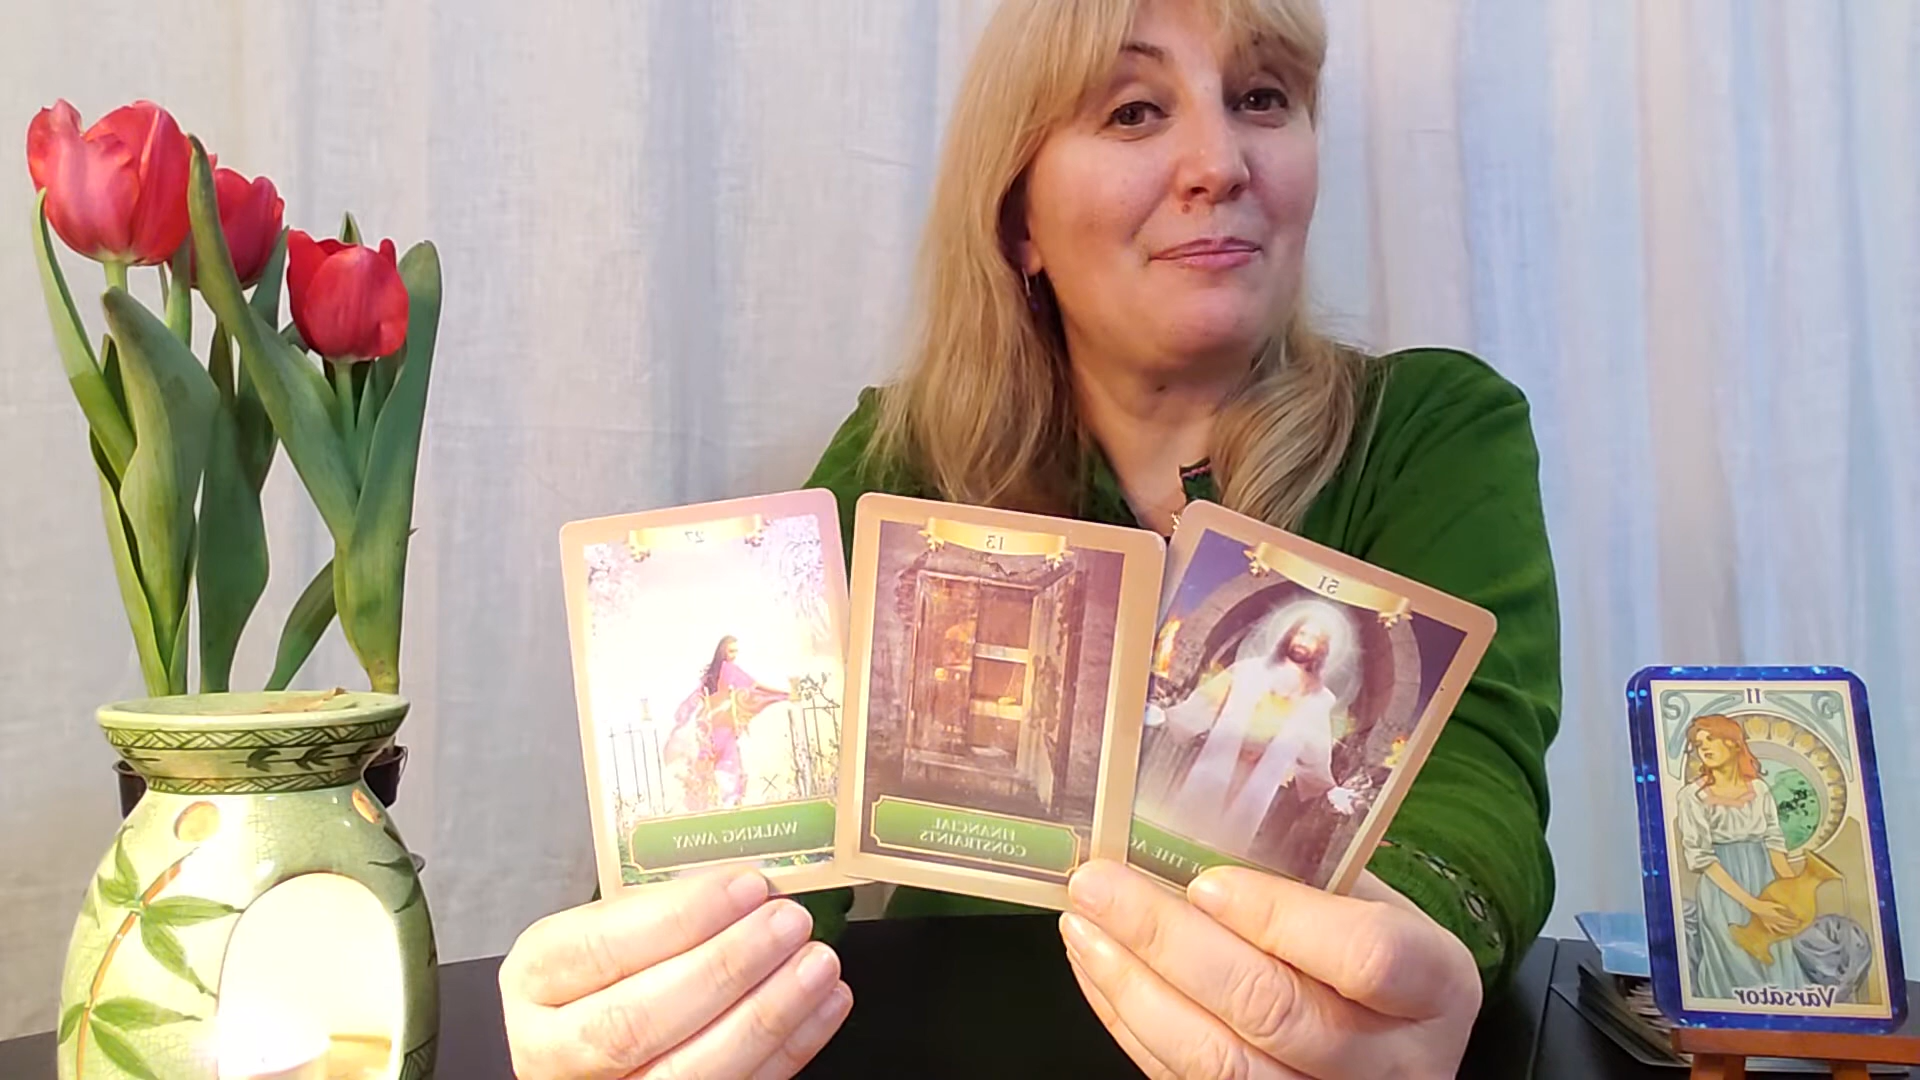 27
WALKING AWAY
13
FINANCIAL
CONSTRAINTS
51
OF THE
II
Vărsător